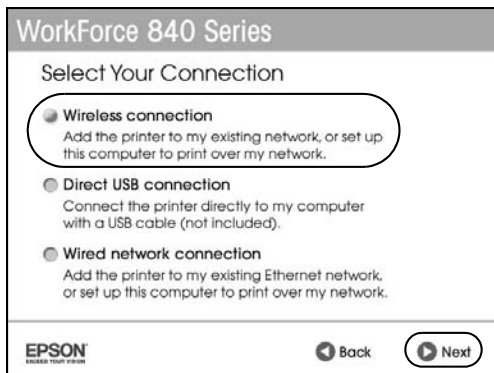 WorkForce 840 Series
Select Your Connection
Wireless connection
Add the printer to my existing network, or set up
this computer to print over my network.
Direct USB connection
Connect the printer directly to my computer
with a USB cable (not included).
Wired network connection
Add the printer to my existing Ethernet network,
or set up this computer to print over my network.
EPSON
EXCEED YOUR VISION
Back
Next